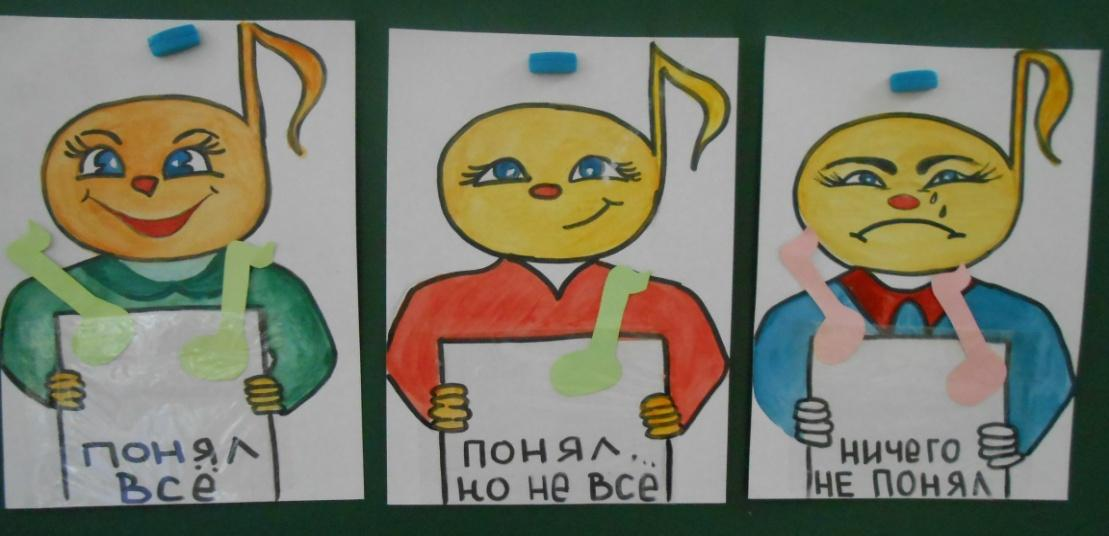 ПОНЯЛ
ВСЁ
ПОНЯЛ...
НО НЕ ВСЁ
НИЧЕГО
НЕ ПОНЯЛ